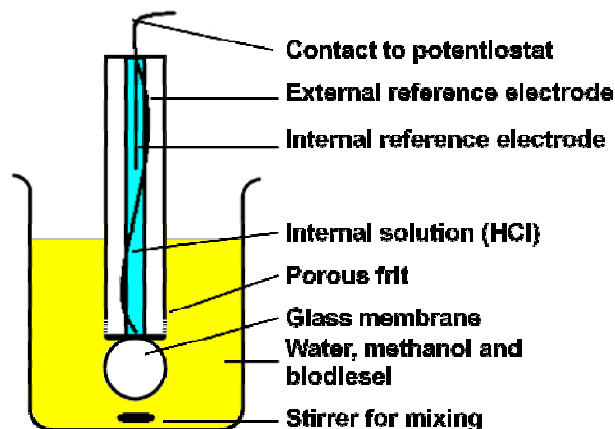 Contact to potentiostat
External reference electrode
Internal reference electrode
Internal solution (HCl)
Porous frit
Glass membrane
Water, methanol and
biodiesel
Stirrer for mixing